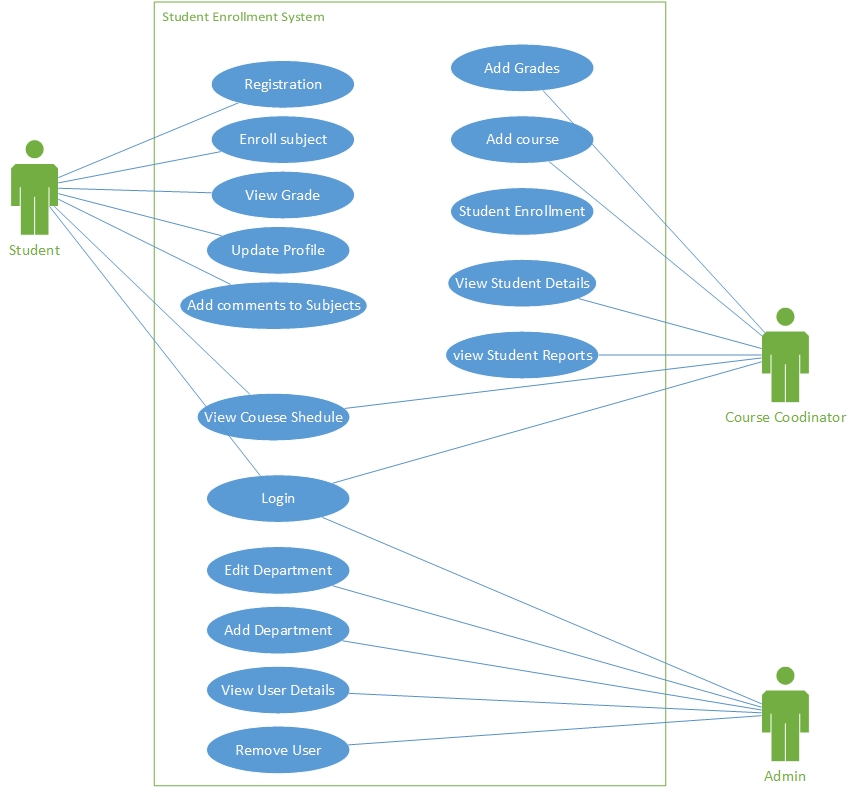 Student Enrollment System
Registration
Enroll subject
View Grade
Update Profile
Add comments to Subjects
View Couese Shedule
Login
Edit Department
Add Department
View User Details
Remove User
Add Grades
Add course
Student Enrollment
View Student Details
view Student Reports
Student
Course Coodinator
Admin